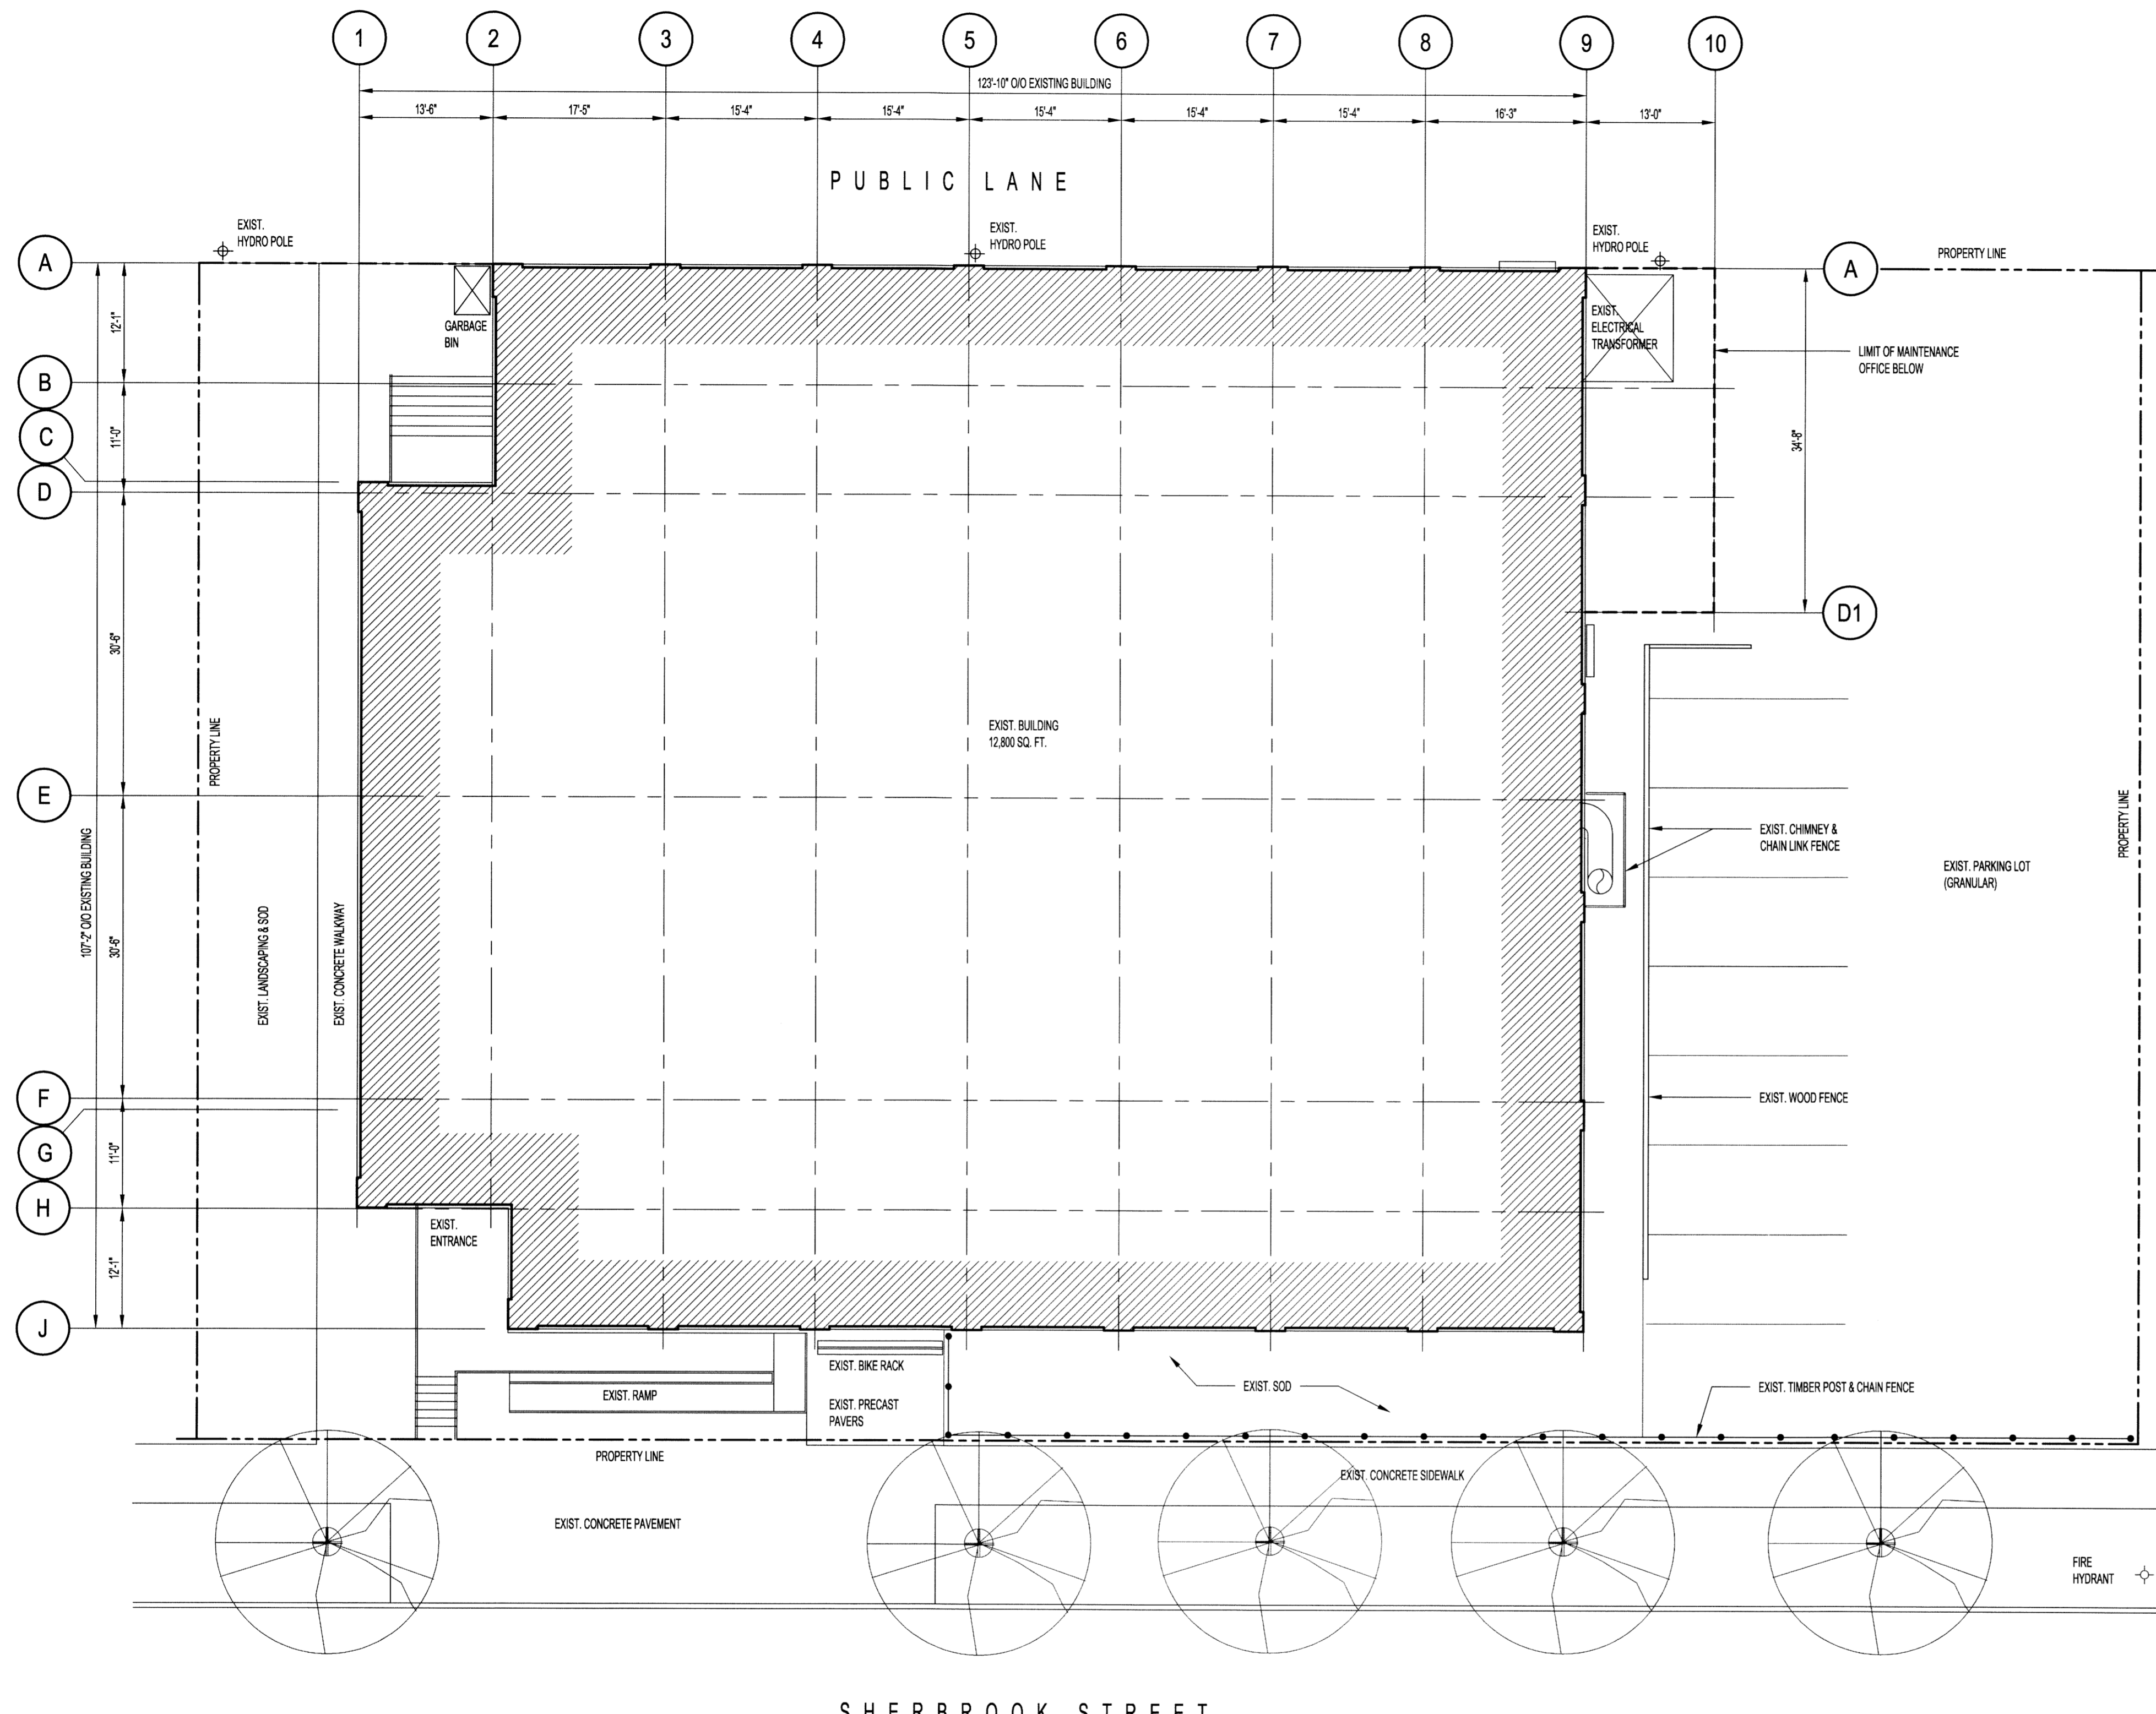 1 2 3 4 5 6 7 8 9 10
123'-10" O/O EXISTING BUILDING
13'-6" 17'-5" 15'-4" 15'-4" 15'-4" 15'-4" 15'-4" 16'-3" 13'-0"
PUBLIC LANE
EXIST.
HYDRO POLE
EXIST.
HYDRO POLE
EXIST.
HYDRO POLE
PROPERTY LINE
A
A
12'-1"
GARBAGE
BIN
EXIST.
ELECTRICAL
TRANSFORMER
LIMIT OF MAINTENANCE
OFFICE BELOW
B
11'-0"
C
34'-8"
D
D1
30'-6"
PROPERTY LINE
EXIST. BUILDING
12,800 SQ. FT.
E
107'-2" O/O EXISTING BUILDING
30'-6"
EXIST. LANDSCAPING & SOD
EXIST. CONCRETE WALKWAY
EXIST. CHIMNEY &
CHAIN LINK FENCE
EXIST. PARKING LOT
(GRANULAR)
PROPERTY LINE
F
EXIST. WOOD FENCE
G
11'-0"
H
EXIST.
ENTRANCE
12'-1"
J
EXIST. BIKE RACK
EXIST. RAMP
EXIST. PRECAST
PAVERS
EXIST. SOD
EXIST. TIMBER POST & CHAIN FENCE
PROPERTY LINE
EXIST. CONCRETE SIDEWALK
EXIST. CONCRETE PAVEMENT
FIRE
HYDRANT
SHERBROOK STREET